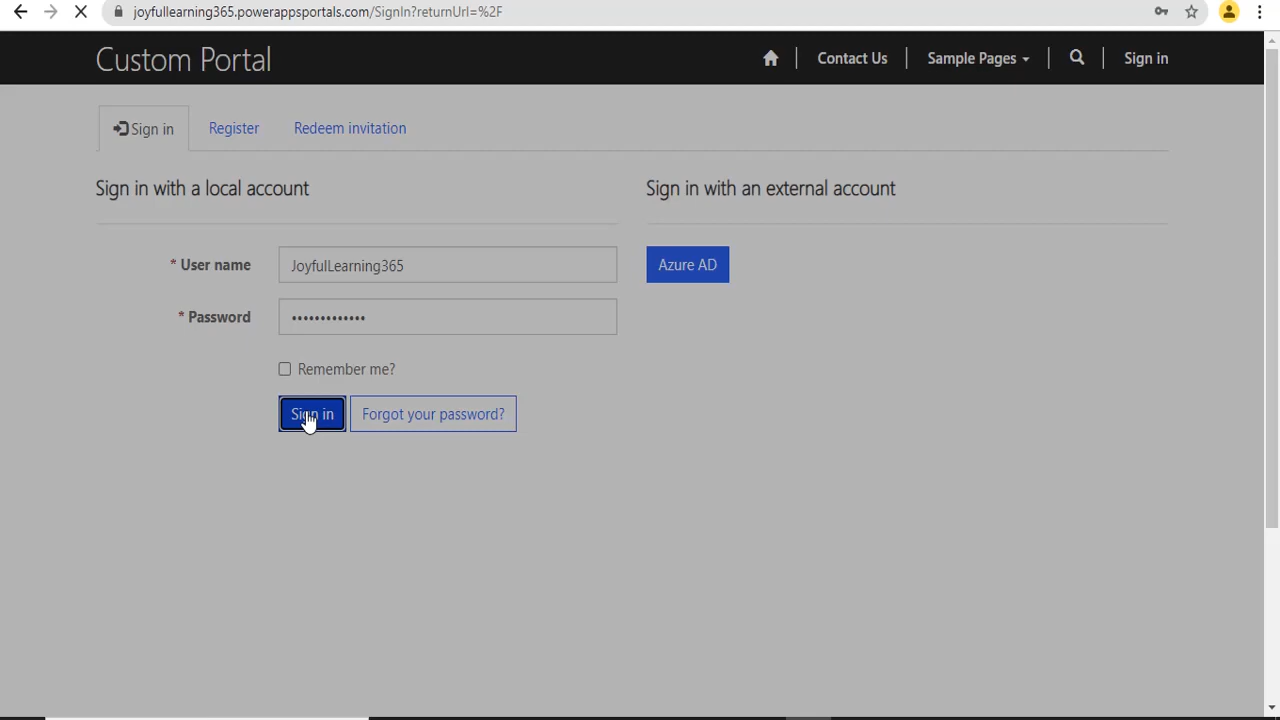 joyfullearning365.powerappsportals.com/SignIn?returnUrl=%2F
Custom Portal
Contact Us
Sample Pages
Sign in
Sign in
Register
Redeem invitation
Sign in with a local account
Sign in with an external account
* User name
JoyfulLearning365
Azure AD
* Password
•••••••••••••
Remember me?
Sign in
Forgot your password?